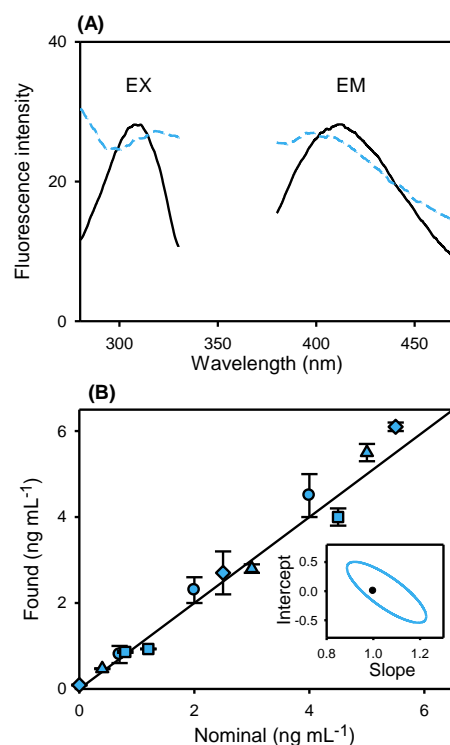 (A)
EX
EM
Fluorescence intensity
40
20
0
300
350
400
450
Wavelength (nm)
(B)
Found (ng mL⁻¹)
6
4
2
0
0
2
4
6
Nominal (ng mL⁻¹)
Intercept
0.5
0.0
-0.5
0.8
1.0
1.2
Slope